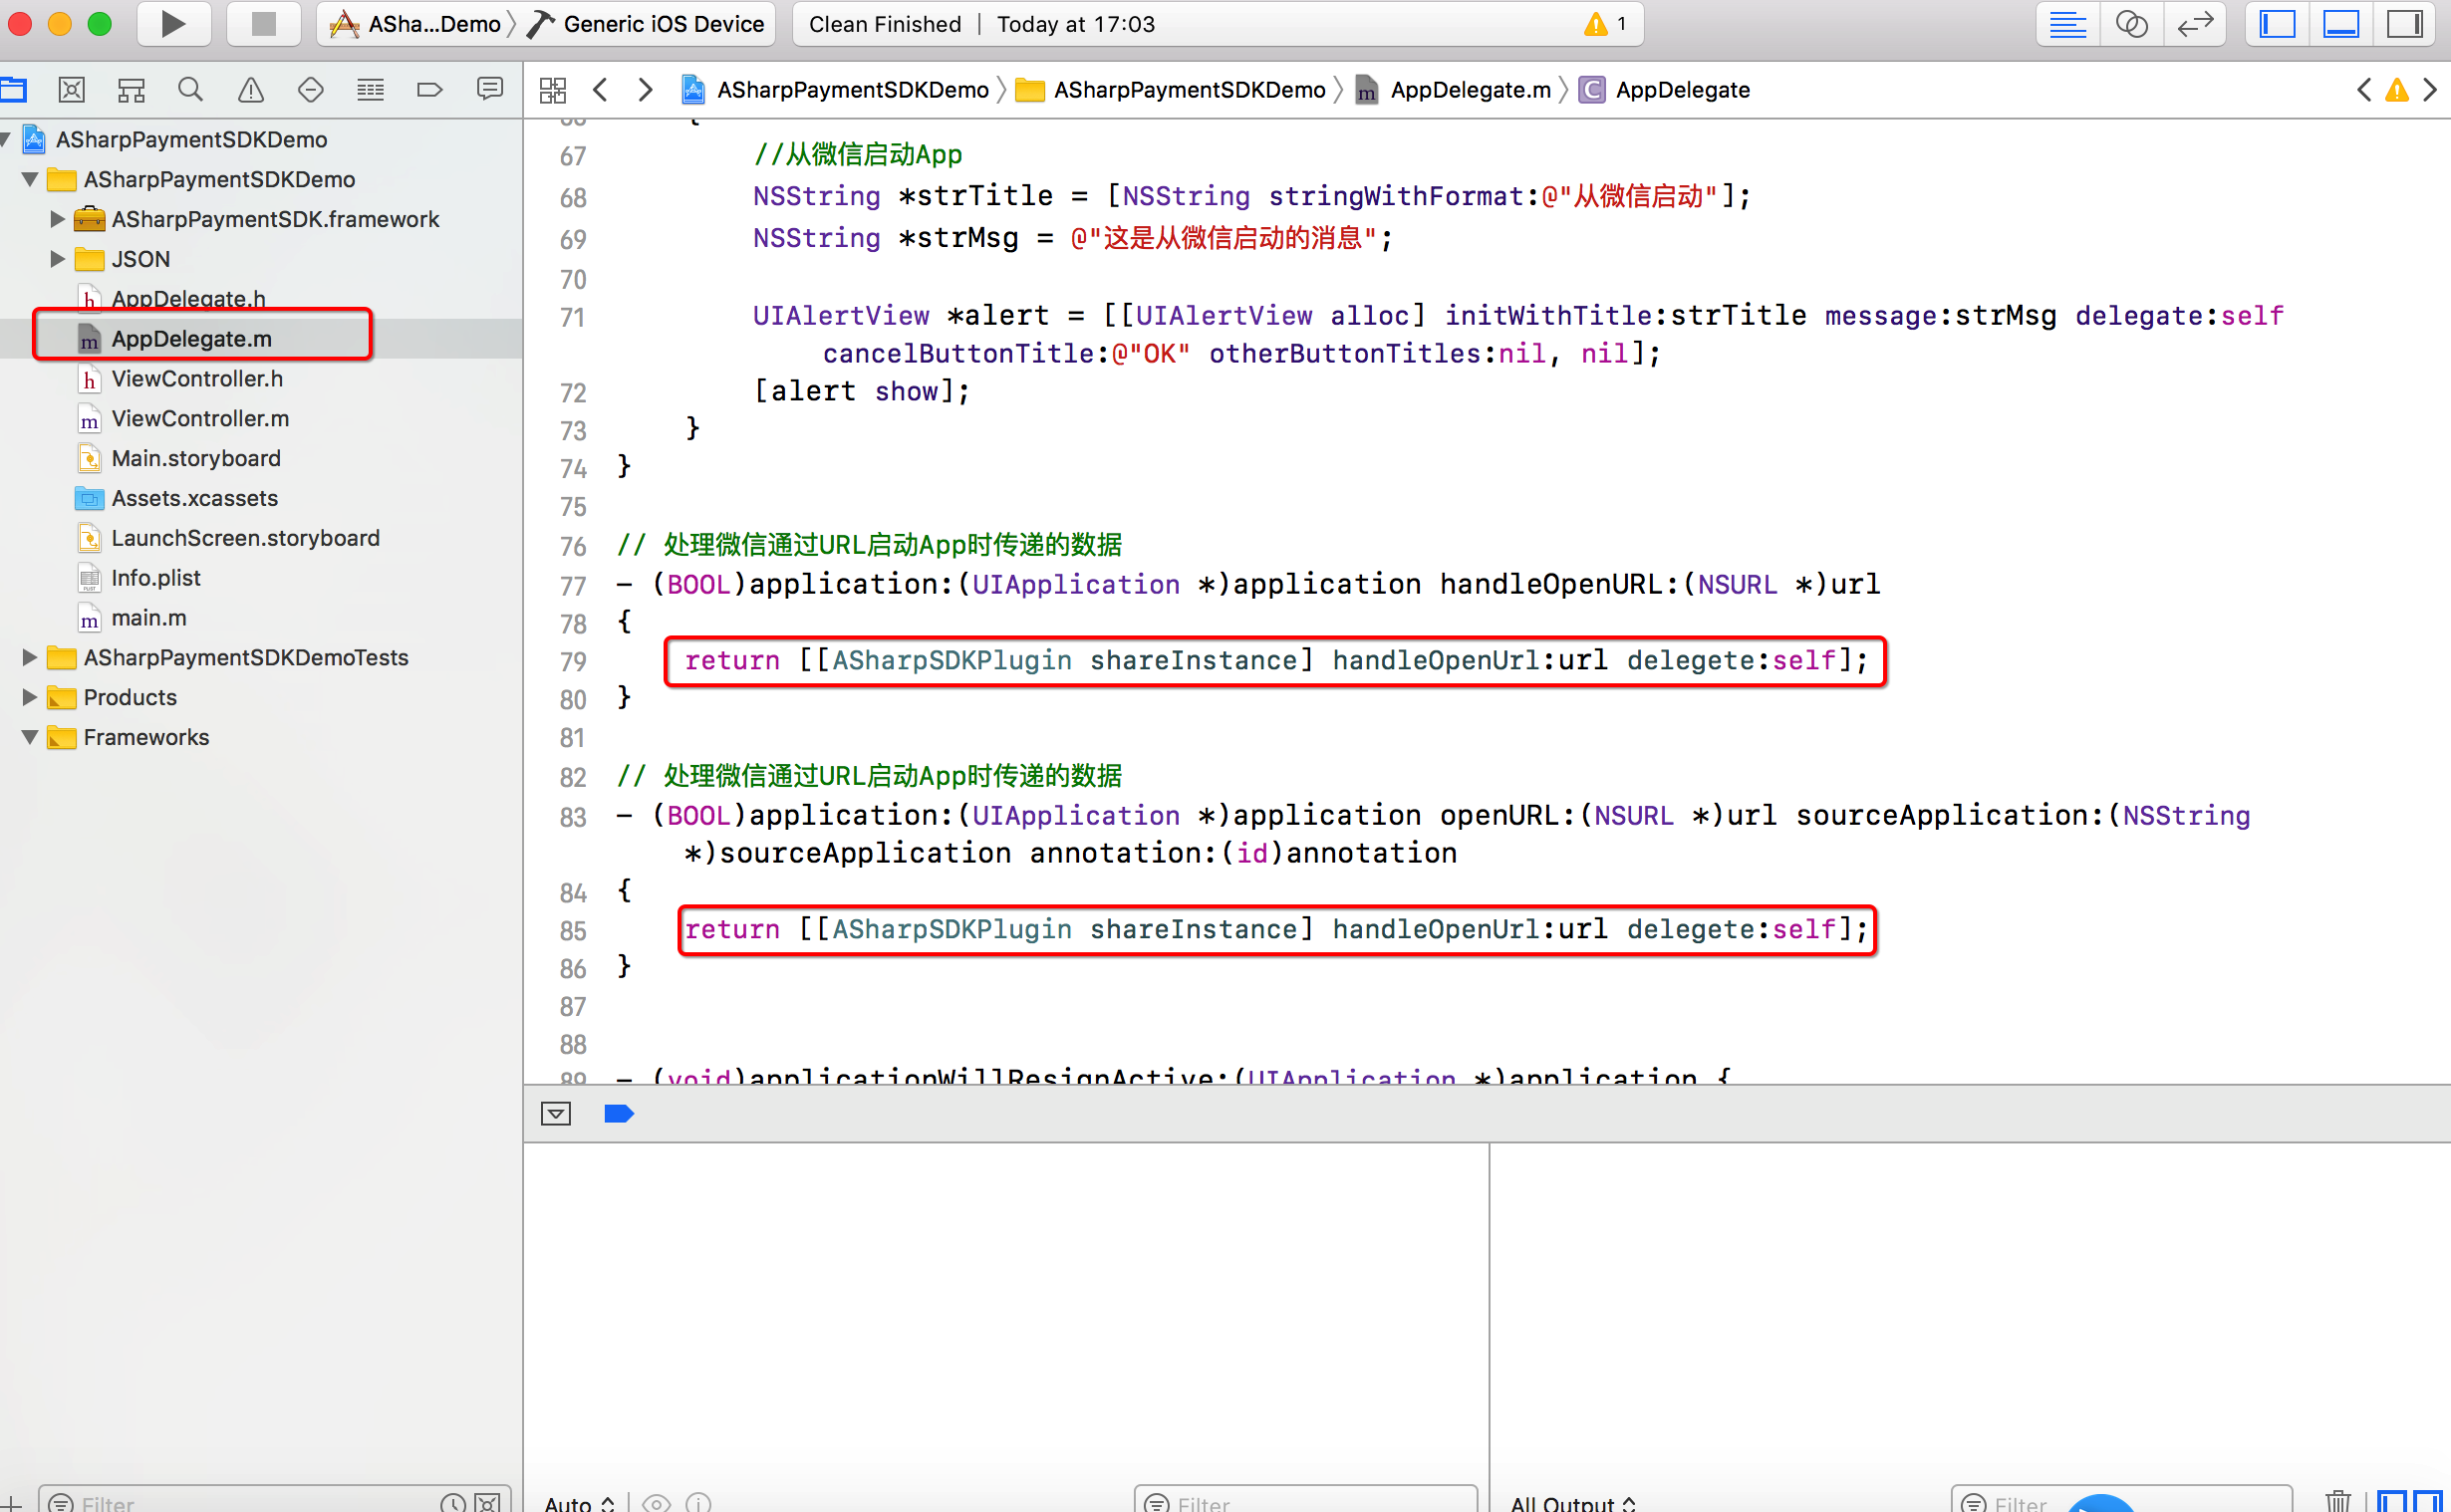 ASha...Demo
Generic iOS Device
Clean Finished | Today at 17:03
1
ASharpPaymentSDKDemo
ASharpPaymentSDKDemo
AppDelegate.m
AppDelegate
ASharpPaymentSDKDemo
ASharpPaymentSDKDemo
ASharpPaymentSDK.framework
JSON
AppDelegate.h
AppDelegate.m
ViewController.h
ViewController.m
Main.storyboard
Assets.xcassets
LaunchScreen.storyboard
Info.plist
main.m
ASharpPaymentSDKDemoTests
Products
Frameworks
Filter
{
67 //从微信启动App
68 NSString *strTitle = [NSString stringWithFormat:@"从微信启动"];
69 NSString *strMsg = @"这是从微信启动的消息";
70
71 UIAlertView *alert = [[UIAlertView alloc] initWithTitle:strTitle message:strMsg delegate:self
cancelButtonTitle:@"OK" otherButtonTitles:nil, nil];
72 [alert show];
73 }
74 }
75
76 // 处理微信通过URL启动App时传递的数据
77 - (BOOL)application:(UIApplication *)application handleOpenURL:(NSURL *)url
78 {
79 return [[ASharpSDKPlugin shareInstance] handleOpenUrl:url delegete:self];
80 }
81
82 // 处理微信通过URL启动App时传递的数据
83 - (BOOL)application:(UIApplication *)application openURL:(NSURL *)url sourceApplication:(NSString
*)sourceApplication annotation:(id)annotation
84 {
85 return [[ASharpSDKPlugin shareInstance] handleOpenUrl:url delegete:self];
86 }
87
88
89 - (void)applicationWillResignActive:(UIApplication *)application {
Auto
Filter
All Output
Filter